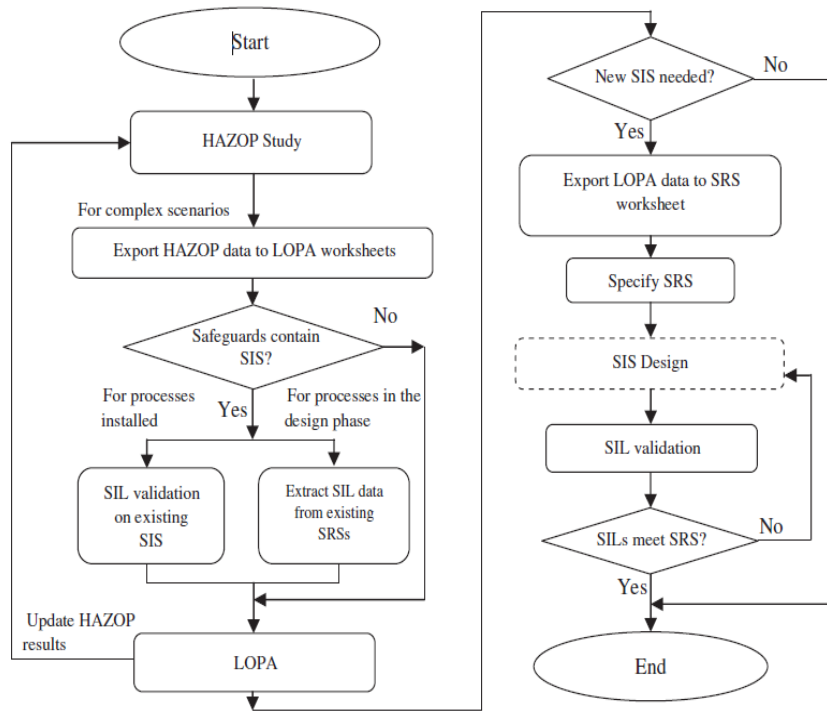 Start
HAZOP Study
For complex scenarios
Export HAZOP data to LOPA worksheets
Safeguards contain
SIS?
No
For processes
installed
Yes
For processes in the
design phase
SIL validation
on existing
SIS
Extract SIL data
from existing
SRSs
Update HAZOP
results
LOPA
New SIS needed?
No
Yes
Export LOPA data to SRS
worksheet
Specify SRS
SIS Design
SIL validation
SILs meet SRS?
No
Yes
End